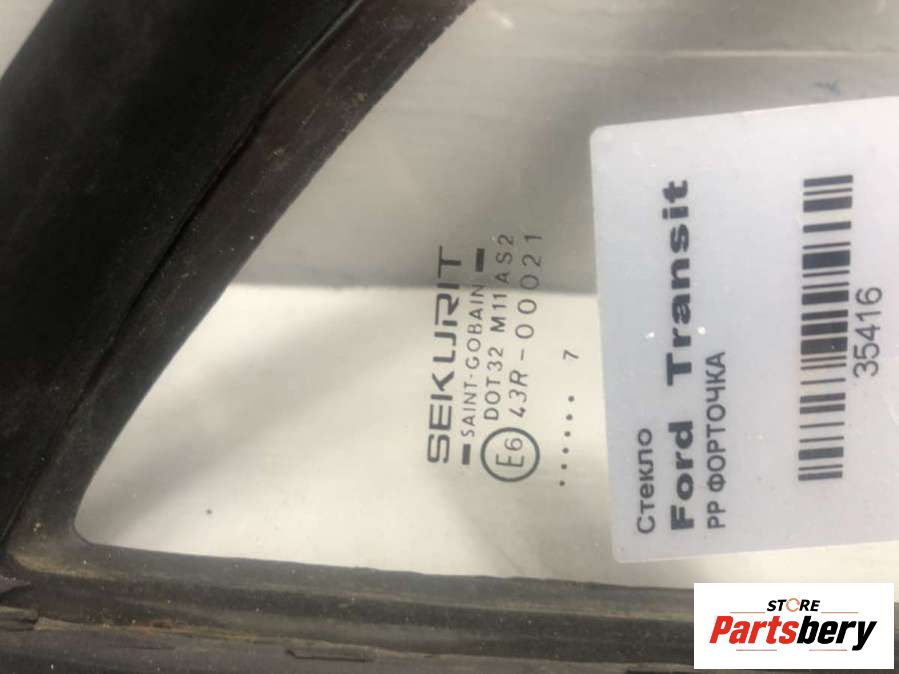 SEKURIT
SAINT-GOBAIN
DOT32 M11 AS2
E6 43R-00021
...... 7
Стекло
Ford Transit
РР ФОРТОЧКА
35416
STORE
Partsbery